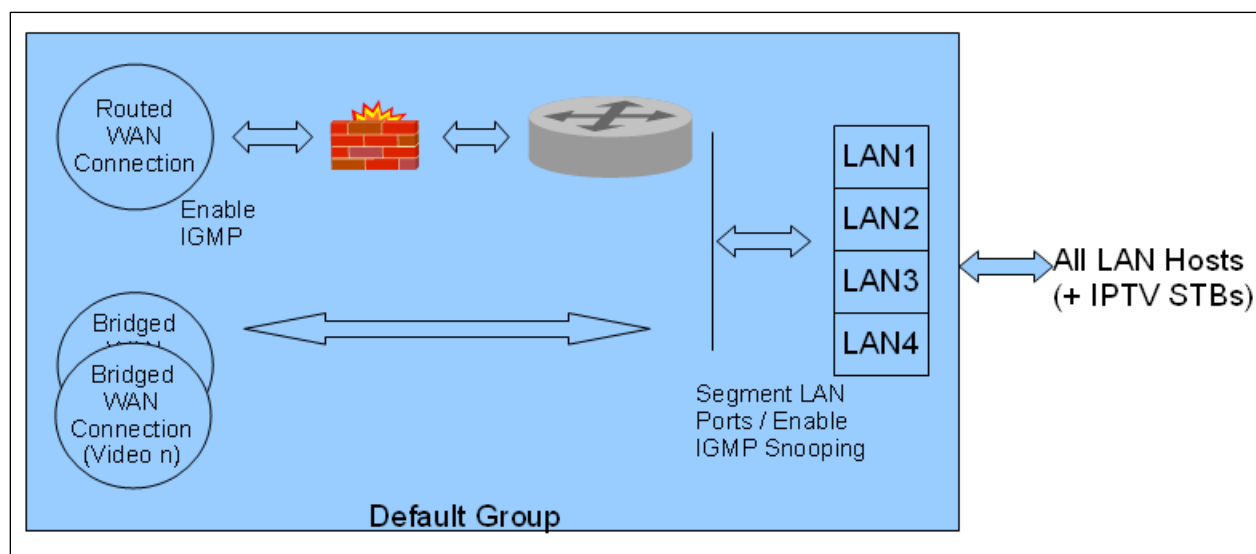 Routed
WAN
Connection
Enable
IGMP
LAN1
LAN2
LAN3
LAN4
All LAN Hosts
(+ IPTV STBs)
Bridged
Bridged
WAN
Connection
(Video n)
Segment LAN
Ports / Enable
IGMP Snooping
Default Group